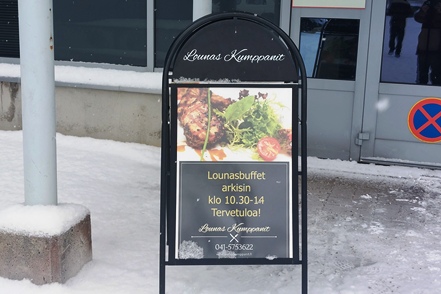 Lounas Kumppanit
Lounasbuffet
arkisin
klo 10.30-14
Tervetuloa!
Lounas Kumppanit
041-5753622